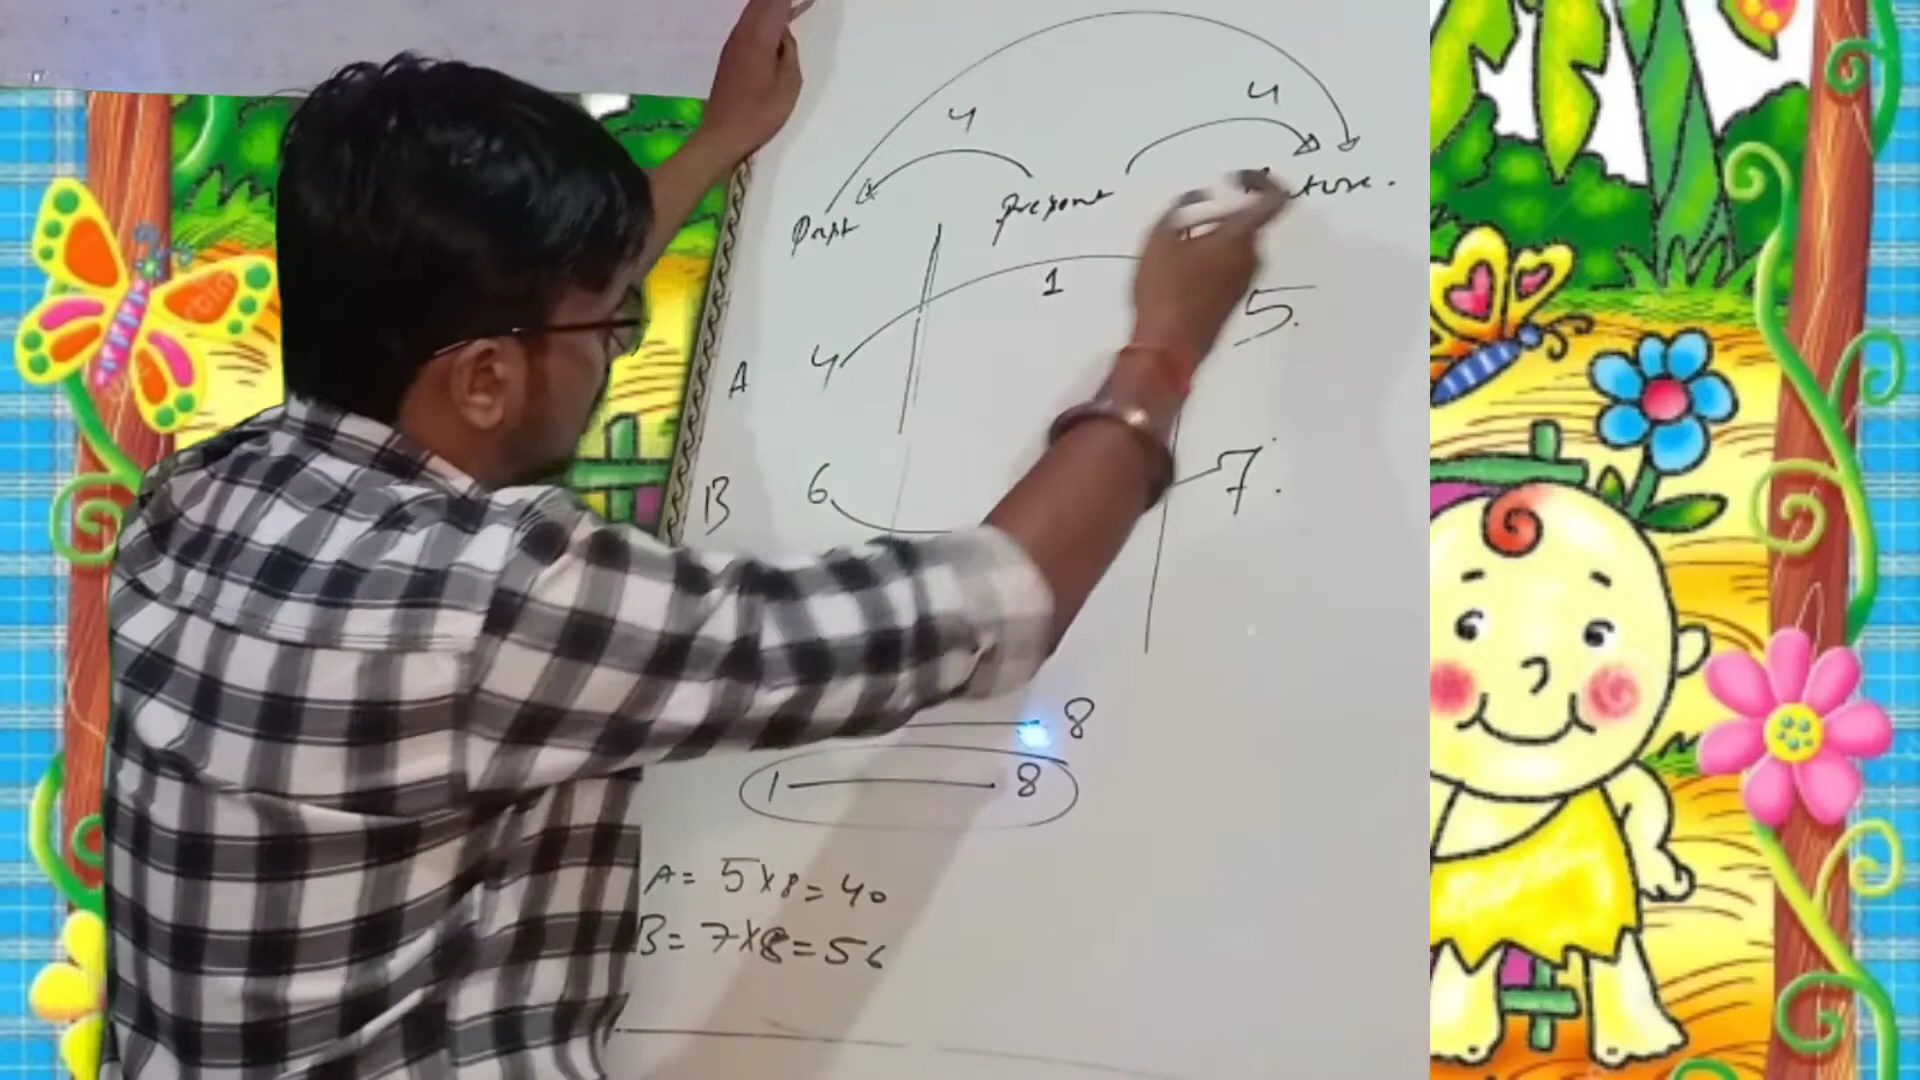 4 4
Past Present
1
A 4 5.
B 6 7.
8
1 8
A = 5×8 = 40
B = 7×8 = 56